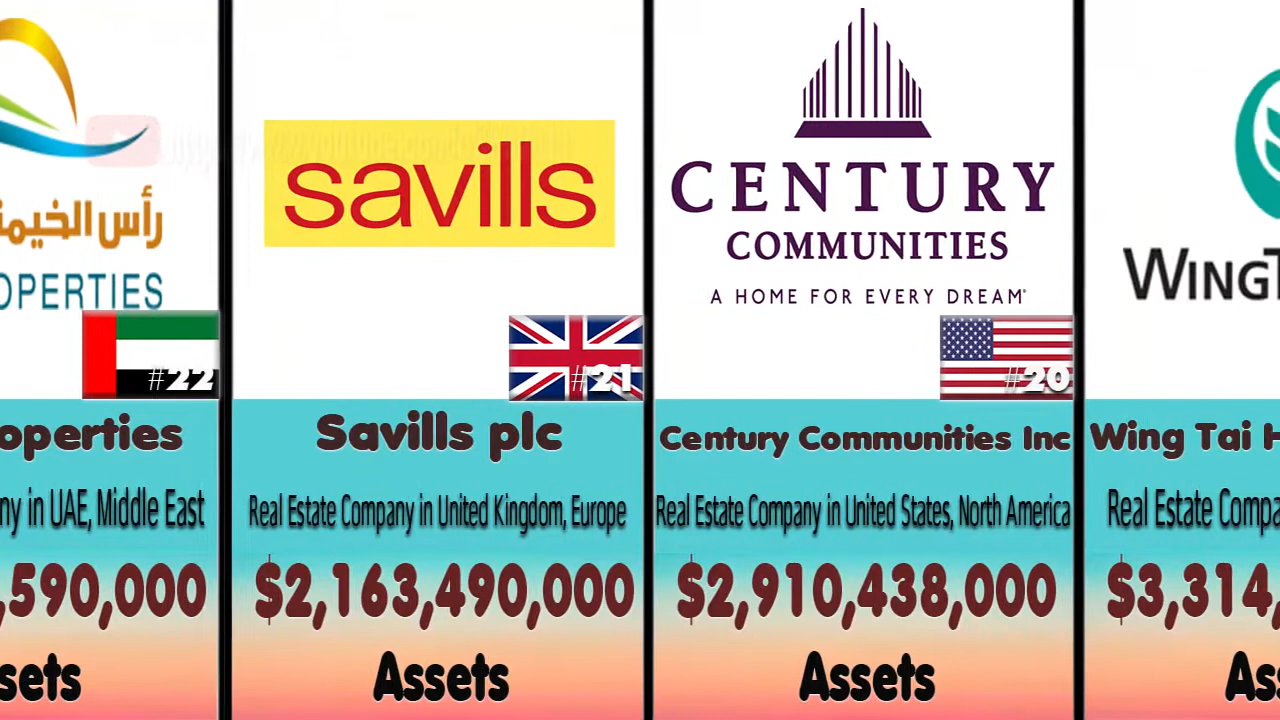 رأس الخيمة
OPERTIES
#22
operties
ny in UAE, Middle East
,590,000
sets
savills
#21
Savills plc
Real Estate Company in United Kingdom, Europe
$2,163,490,000
Assets
CENTURY
COMMUNITIES
A HOME FOR EVERY DREAM®
#20
Century Communities Inc
Real Estate Company in United States, North America
$2,910,438,000
Assets
WINGT
Wing Tai H
Real Estate Compa
$3,314,
Ass